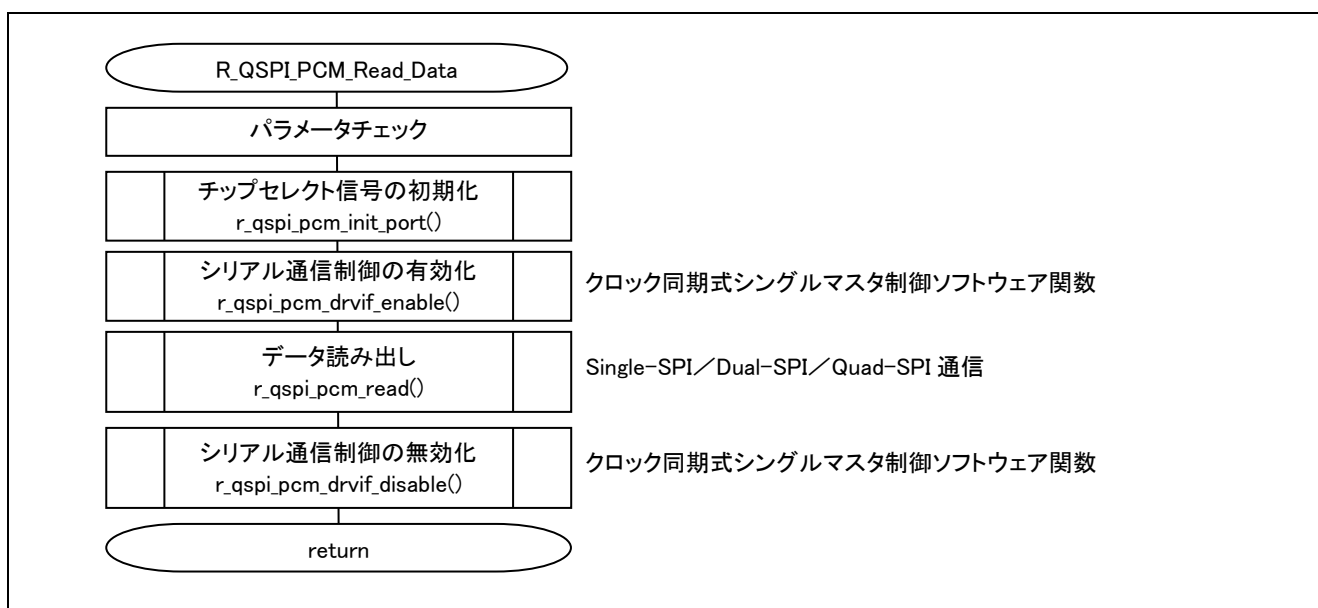 R_QSPI_PCM_Read_Data
パラメータチェック
チップセレクト信号の初期化
r_qspi_pcm_init_port()
シリアル通信制御の有効化
r_qspi_pcm_drvif_enable()
クロック同期式シングルマスタ制御ソフトウェア関数
データ読み出し
r_qspi_pcm_read()
Single-SPI／Dual-SPI／Quad-SPI 通信
シリアル通信制御の無効化
r_qspi_pcm_drvif_disable()
クロック同期式シングルマスタ制御ソフトウェア関数
return